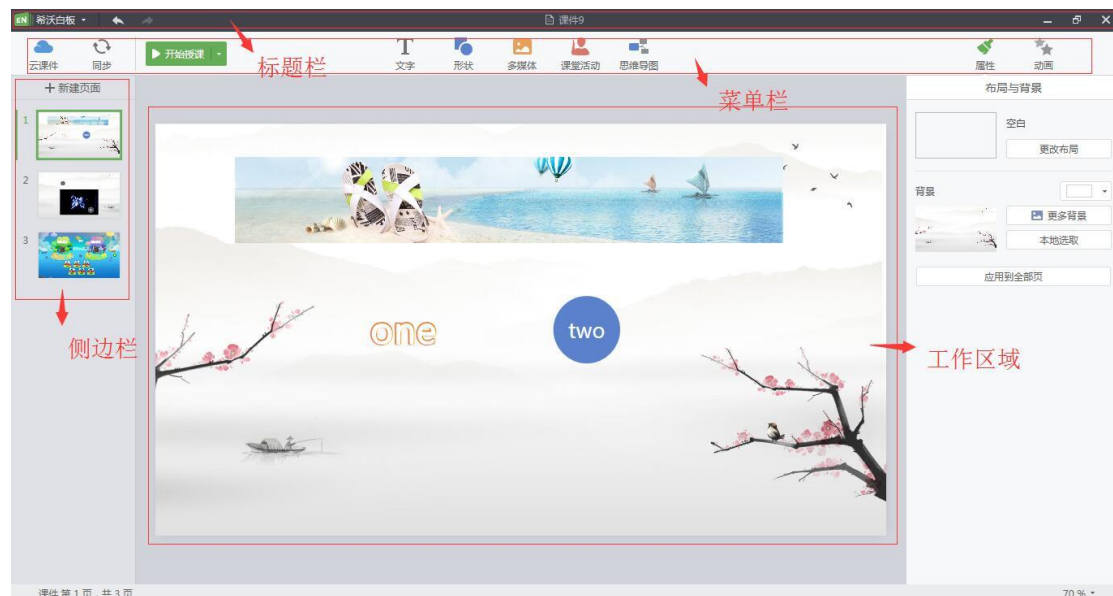 EN 希沃白板
课件9
云课件 同步 开始授课 文字 形状 多媒体 课堂活动 思维导图 属性 动画
标题栏
菜单栏
+ 新建页面
布局与背景
1
空白
更改布局
2
背景
更多背景
3
本地选取
应用到全部页
one
two
侧边栏
工作区域
课件 第 1 页，共 3 页
70 %